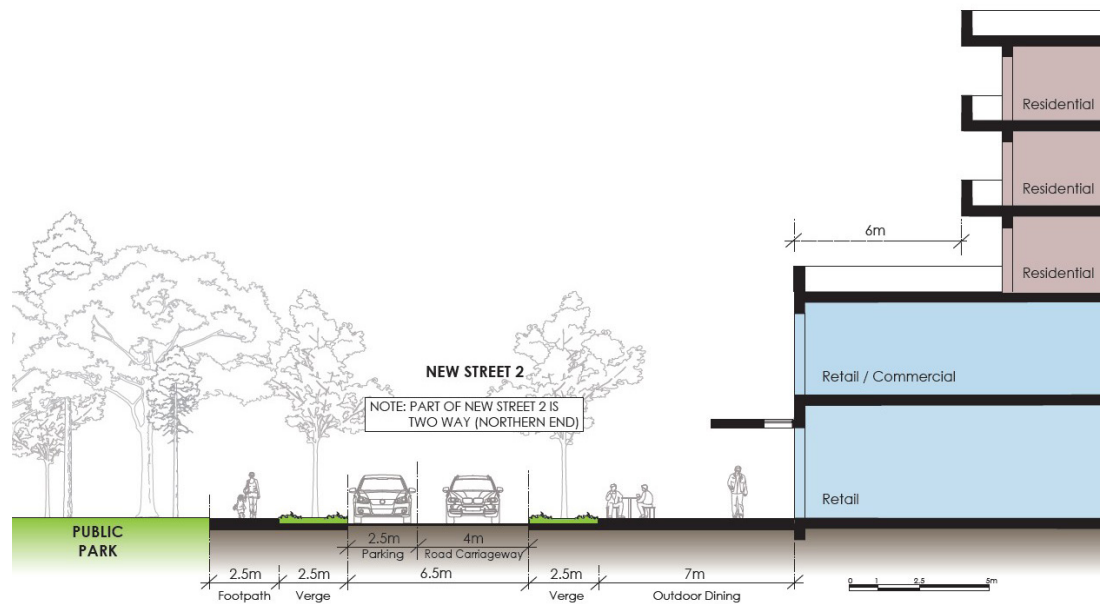 Residential
Residential
6m
Residential
NEW STREET 2
Retail / Commercial
NOTE: PART OF NEW STREET 2 IS
TWO WAY (NORTHERN END)
Retail
PUBLIC
PARK
2.5m
4m
Parking
Road Carriageway
2.5m
2.5m
6.5m
2.5m
7m
Footpath
Verge
Verge
Outdoor Dining
0 1 2.5 5m